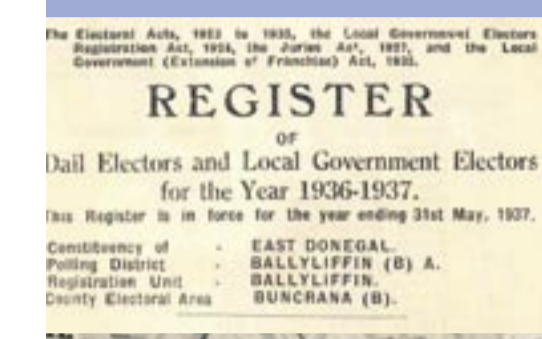 The Electoral Acts, 1923 to 1935, the Local Government Electors
Registration Act, 1924, the Juries Act, 1927, and the Local
Government (Extension of Franchise) Act, 1935.
REGISTER
OF
Dail Electors and Local Government Electors
for the Year 1936-1937.
This Register is in force for the year ending 31st May, 1937.
Constituency of - EAST DONEGAL.
Polling District - BALLYLIFFIN (B) A.
Registration Unit - BALLYLIFFIN.
County Electoral Area BUNCRANA (B).